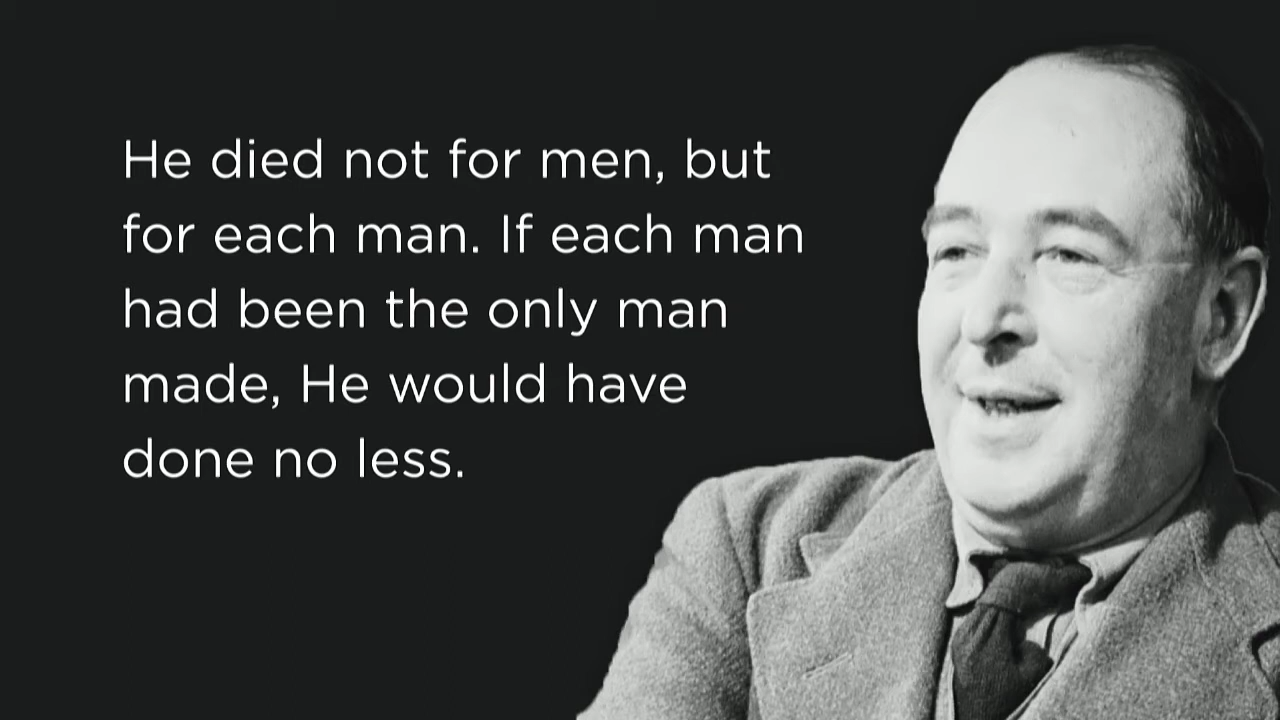 He died not for men, but
for each man. If each man
had been the only man
made, He would have
done no less.